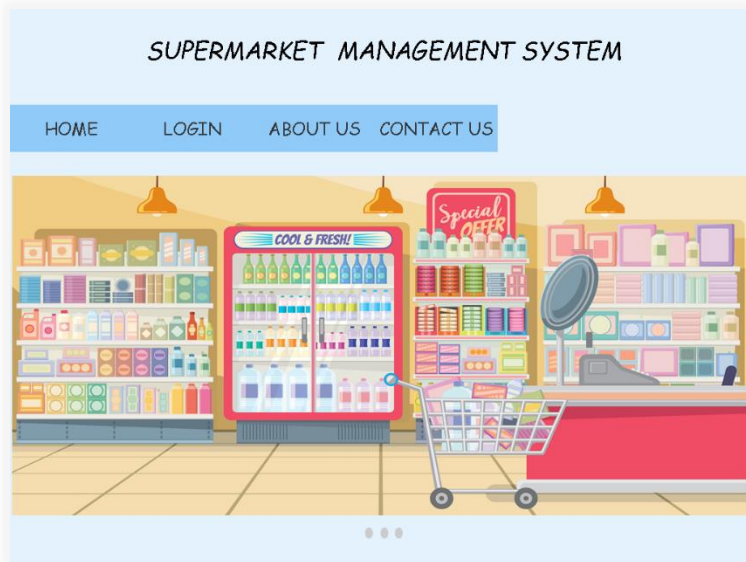 SUPERMARKET MANAGEMENT SYSTEM
HOME LOGIN ABOUT US CONTACT US
COOL & FRESH!
Special
OFFER